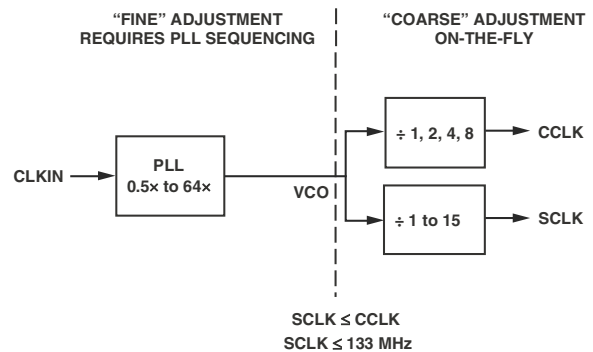 “FINE” ADJUSTMENT
REQUIRES PLL SEQUENCING
“COARSE” ADJUSTMENT
ON-THE-FLY
CLKIN
PLL
0.5× to 64×
VCO
÷ 1, 2, 4, 8
CCLK
÷ 1 to 15
SCLK
SCLK ≤ CCLK
SCLK ≤ 133 MHz